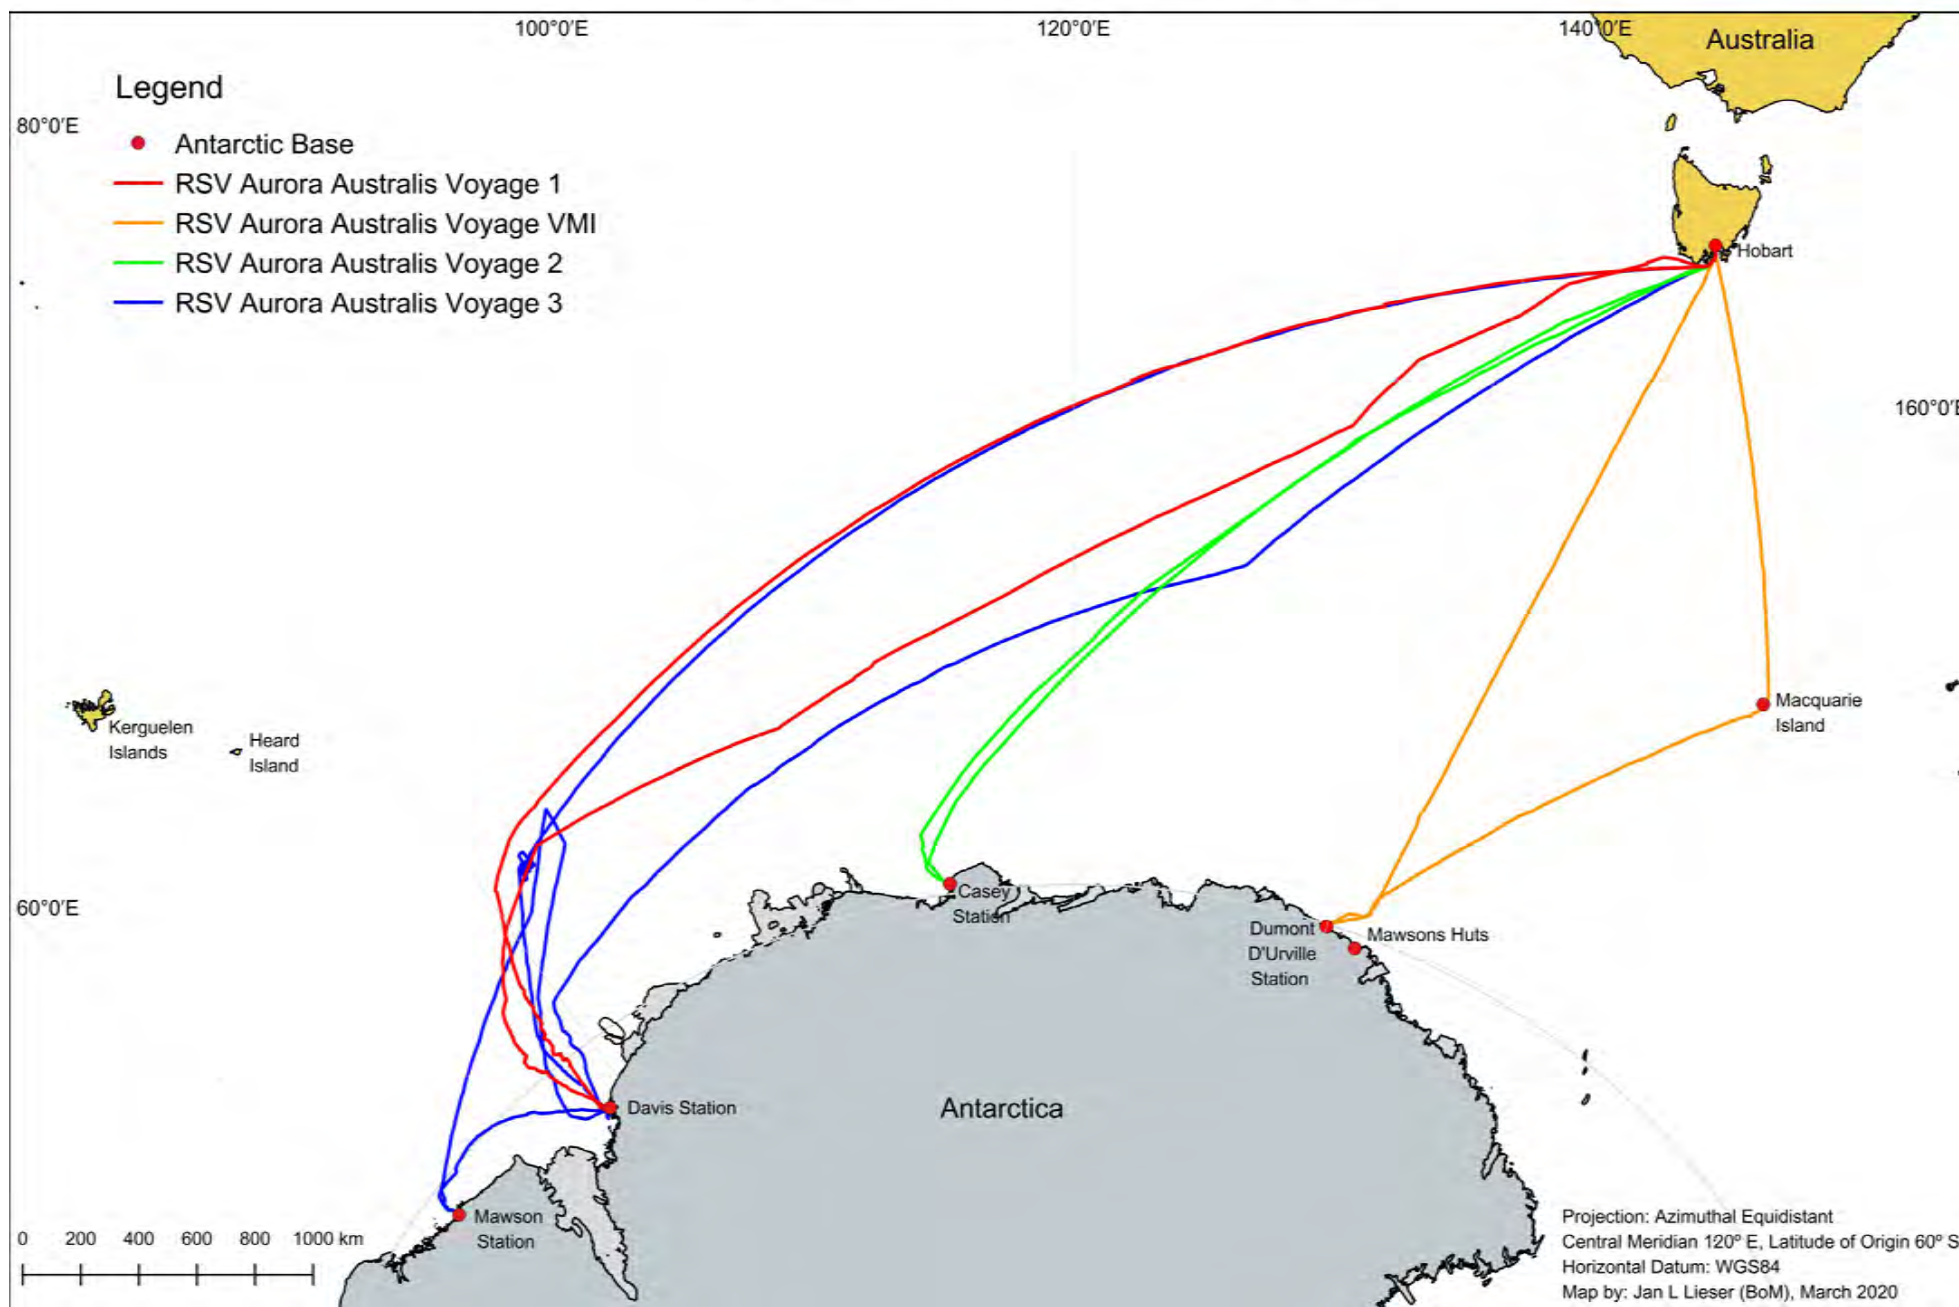 100°0'E
120°0'E
140°0'E
Australia
Legend
80°0'E
Antarctic Base
RSV Aurora Australis Voyage 1
RSV Aurora Australis Voyage VMI
RSV Aurora Australis Voyage 2
RSV Aurora Australis Voyage 3
Hobart
160°0'E
Kerguelen
Islands
Heard
Island
Macquarie
Island
60°0'E
Casey
Station
Dumont
D'Urville
Station
Mawsons Huts
Davis Station
Antarctica
Mawson
Station
0 200 400 600 800 1000 km
Projection: Azimuthal Equidistant
Central Meridian 120º E, Latitude of Origin 60º S
Horizontal Datum: WGS84
Map by: Jan L Lieser (BoM), March 2020